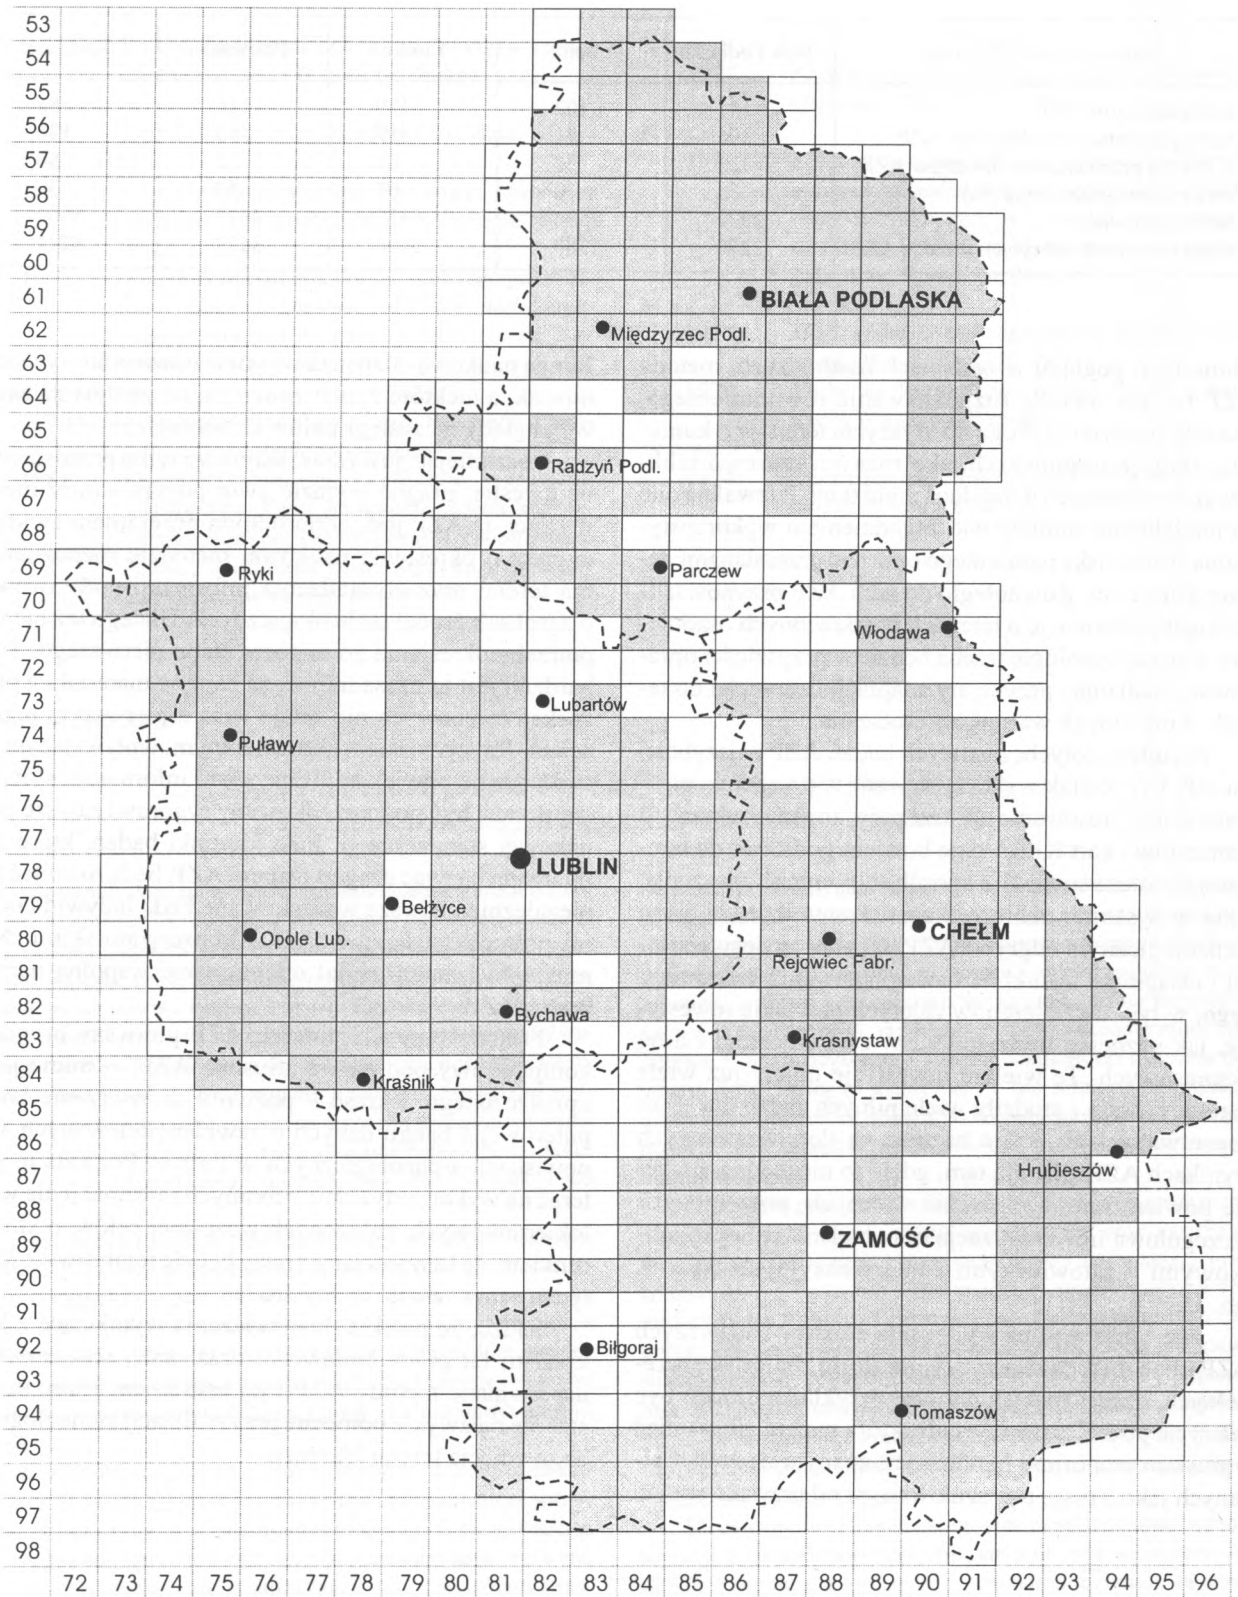 53
54
55
56
57
58
59
60
61
BIAŁA PODLASKA
62
Międzyrzec Podl.
63
64
65
66
Radzyń Podl.
67
68
69
Ryki
Parczew
70
71
Włodawa
72
73
Lubartów
74
Puławy
75
76
77
LUBLIN
78
79
Bełżyce
80
Opole Lub.
CHEŁM
Rejowiec Fabr.
81
82
Bychawa
83
Krasnystaw
84
Kraśnik
85
86
87
Hrubieszów
88
89
ZAMOŚĆ
90
91
92
Biłgoraj
93
94
Tomaszów
95
96
97
98
72 73 74 75 76 77 78 79 80 81 82 83 84 85 86 87 88 89 90 91 92 93 94 95 96